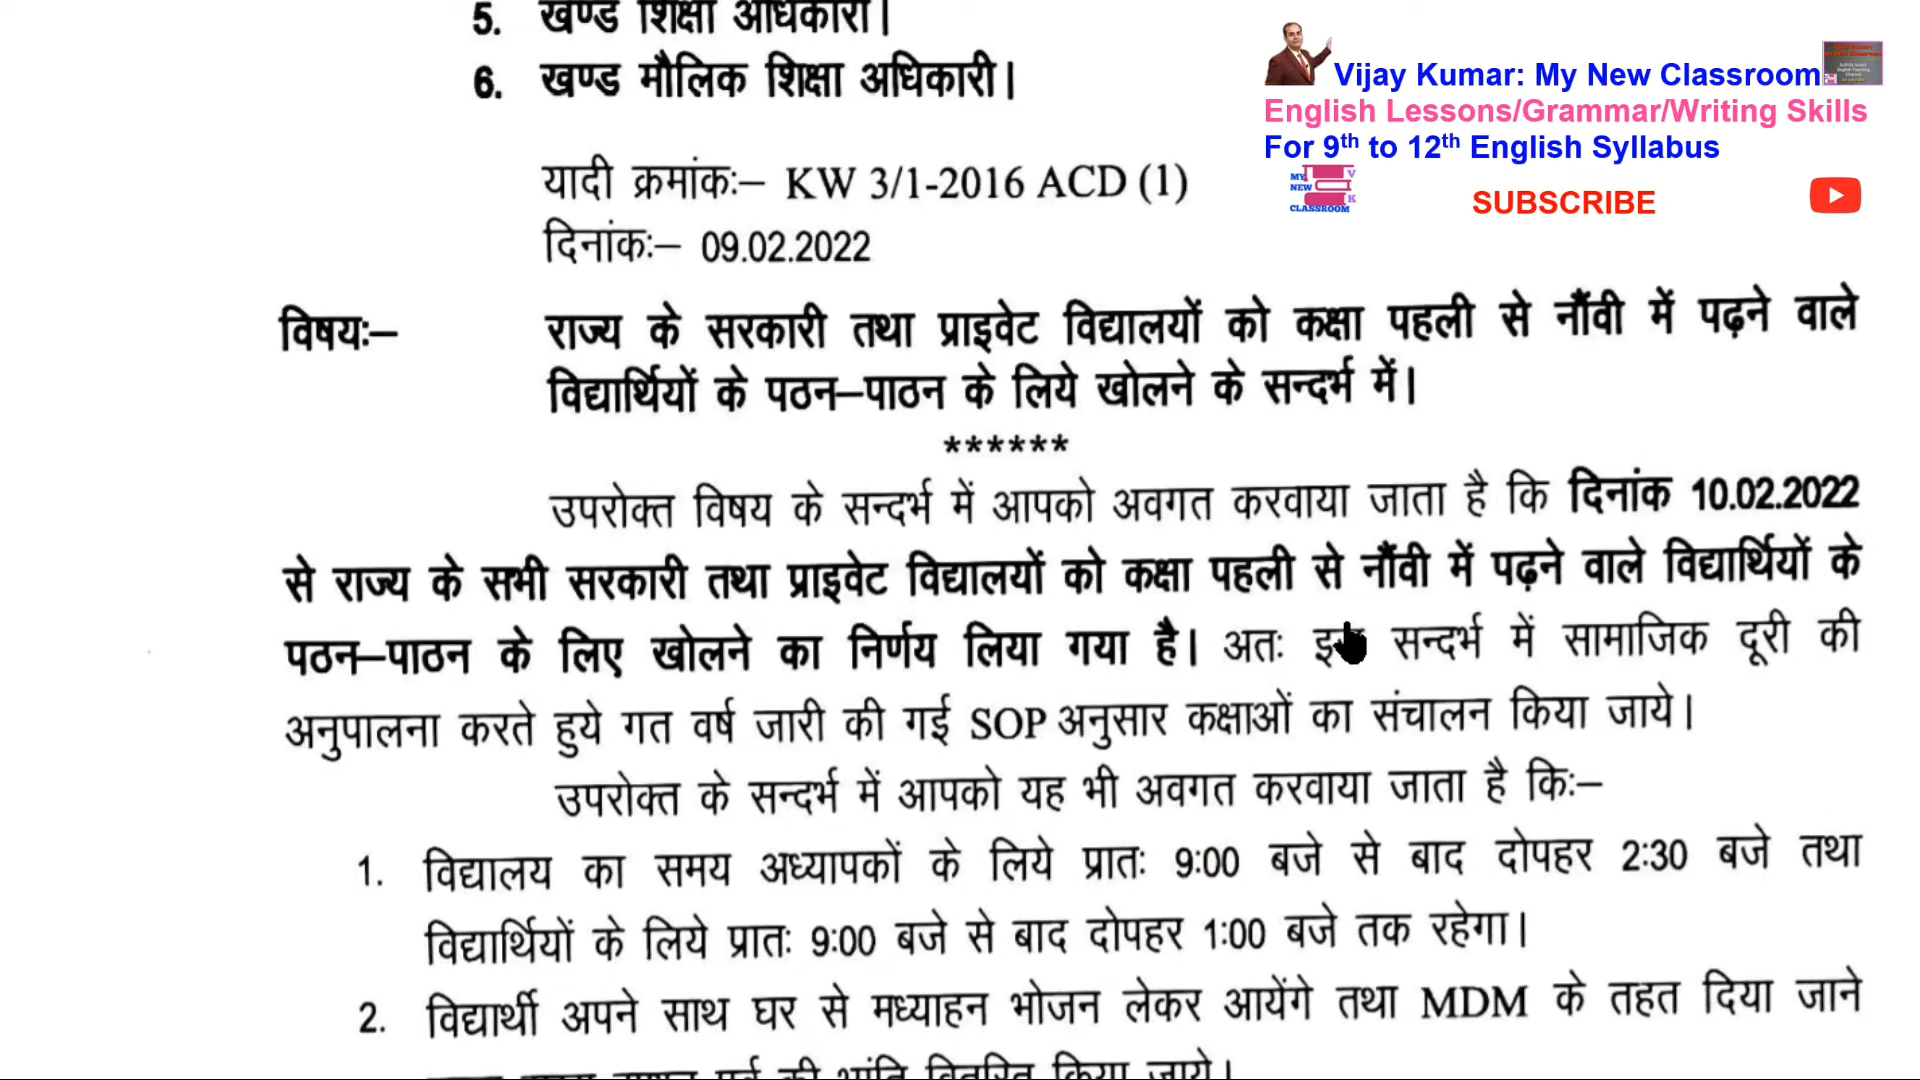 5. खण्ड शिक्षा अधिकारी।
6. खण्ड मौलिक शिक्षा अधिकारी।
Vijay Kumar: My New Classroom
English Lessons/Grammar/Writing Skills
For 9th to 12th English Syllabus
MY NEW CLASSROOM V K
SUBSCRIBE
यादी क्रमांकः– KW 3/1-2016 ACD (1)
दिनांकः– 09.02.2022
विषयः– राज्य के सरकारी तथा प्राइवेट विद्यालयों को कक्षा पहली से नौंवी में पढ़ने वाले
विद्यार्थियों के पठन–पाठन के लिये खोलने के सन्दर्भ में।
******
उपरोक्त विषय के सन्दर्भ में आपको अवगत करवाया जाता है कि दिनांक 10.02.2022
से राज्य के सभी सरकारी तथा प्राइवेट विद्यालयों को कक्षा पहली से नौंवी में पढ़ने वाले विद्यार्थियों के
पठन–पाठन के लिए खोलने का निर्णय लिया गया है। अतः सन्दर्भ में सामाजिक दूरी की
अनुपालना करते हुये गत वर्ष जारी की गई SOP अनुसार कक्षाओं का संचालन किया जाये।
उपरोक्त के सन्दर्भ में आपको यह भी अवगत करवाया जाता है किः–
1. विद्यालय का समय अध्यापकों के लिये प्रातः 9:00 बजे से बाद दोपहर 2:30 बजे तथा
विद्यार्थियों के लिये प्रातः 9:00 बजे से बाद दोपहर 1:00 बजे तक रहेगा।
2. विद्यार्थी अपने साथ घर से मध्याहन भोजन लेकर आयेंगे तथा MDM के तहत दिया जाने
की भांति वितरित किया जाये।